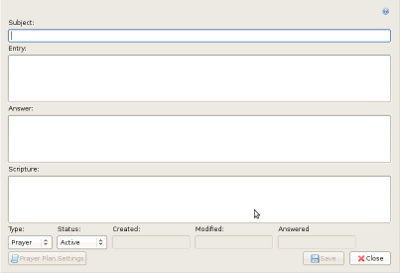 Subject:
Entry:
Answer:
Scripture:
Type: Status: Created: Modified: Answered
Prayer Active
Prayer Plan Settings Save Close